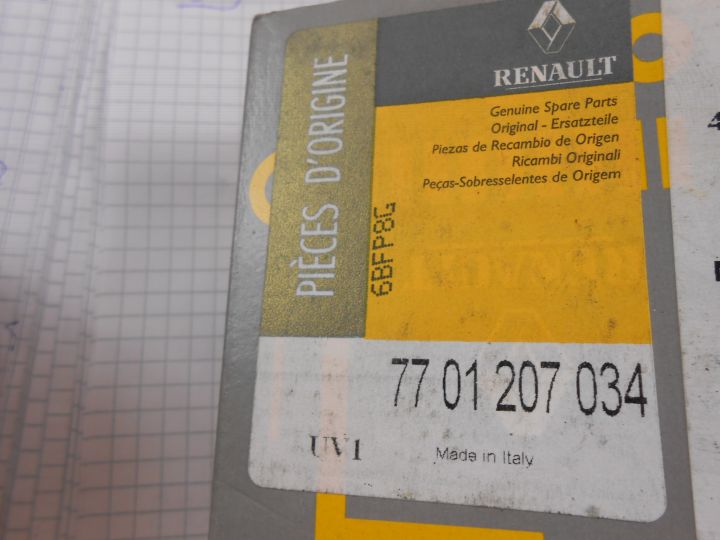 RENAULT
PIÈCES D'ORIGINE
Genuine Spare Parts
Original - Ersatzteile
Piezas de Recambio de Origen
Ricambi Originali
Peças-Sobresselentes de Origem
6BFP8G
77 01 207 034
UV1
Made in Italy